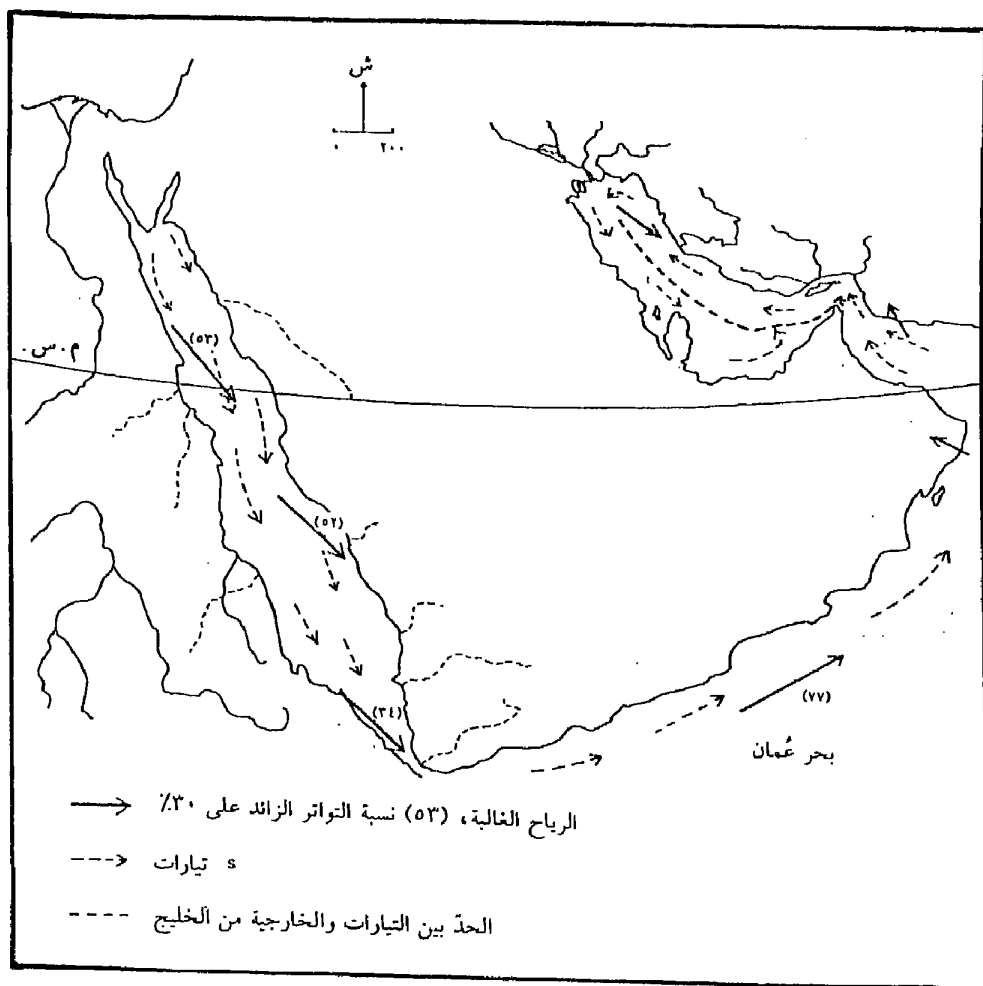 ش
٠ ٢٠٠
م.س.
(٥٣)
(٥٢)
(٣٤)
(٧٧)
بحر عُمان
الرياح الغالبة، (٥٣) نسبة التواتر الزائد على ٣٠٪
s تيارات
الحدّ بين التيارات والخارجية من الخليج